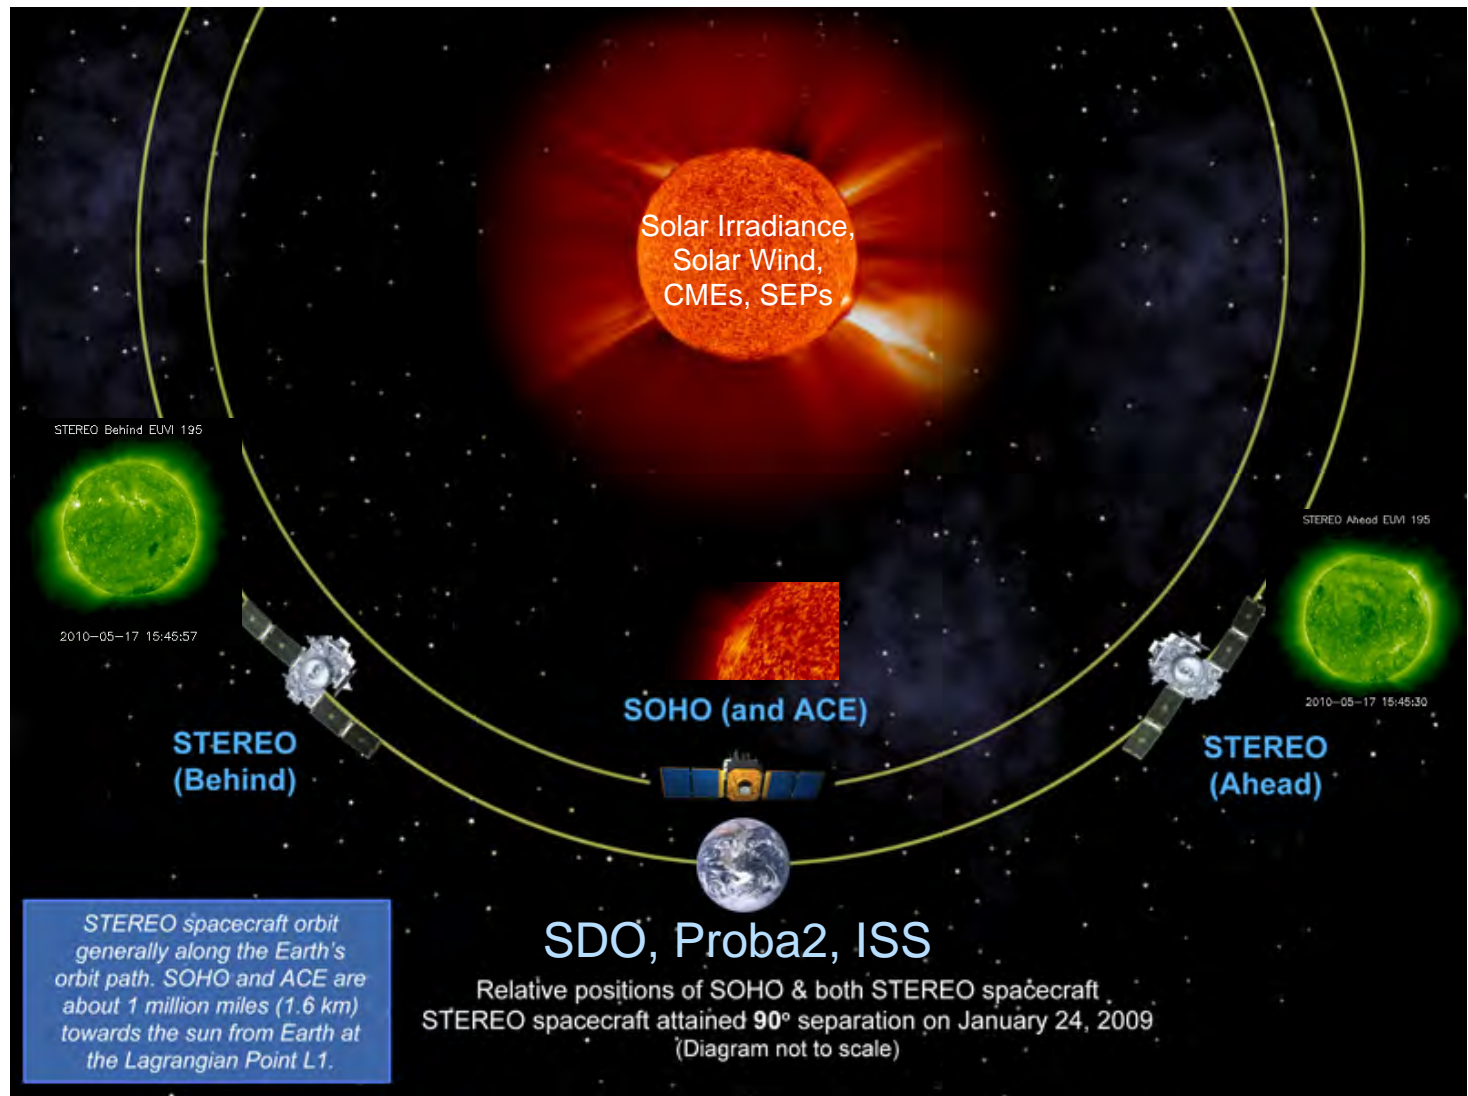 Solar Irradiance,
Solar Wind,
CMEs, SEPs
STEREO Behind EUVI 195
2010-05-17 15:45:57
STEREO Ahead EUVI 195
2010-05-17 15:45:30
SOHO (and ACE)
STEREO
(Behind)
STEREO
(Ahead)
SDO, Proba2, ISS
Relative positions of SOHO & both STEREO spacecraft
STEREO spacecraft attained 90° separation on January 24, 2009
(Diagram not to scale)
STEREO spacecraft orbit
generally along the Earth's
orbit path. SOHO and ACE are
about 1 million miles (1.6 km)
towards the sun from Earth at
the Lagrangian Point L1.